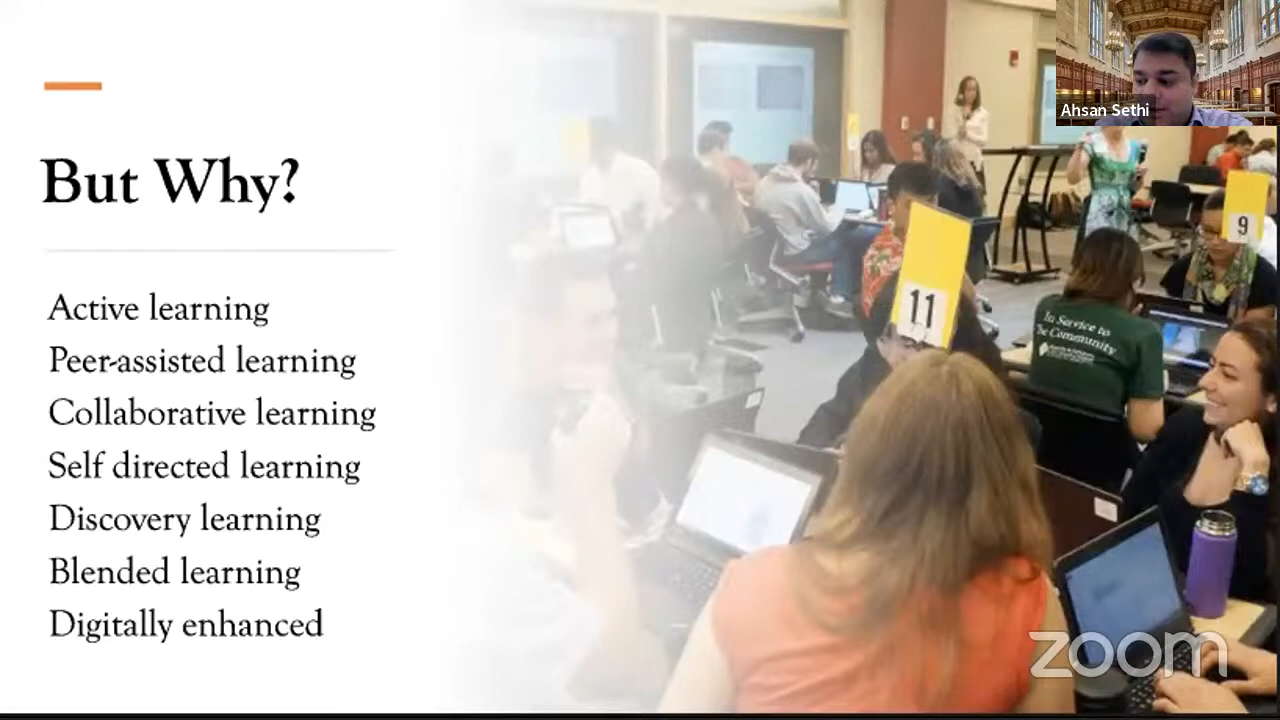 But Why?
Active learning
Peer-assisted learning
Collaborative learning
Self directed learning
Discovery learning
Blended learning
Digitally enhanced
Ahsan Sethi
9
11
In Service to
The Community
zoom